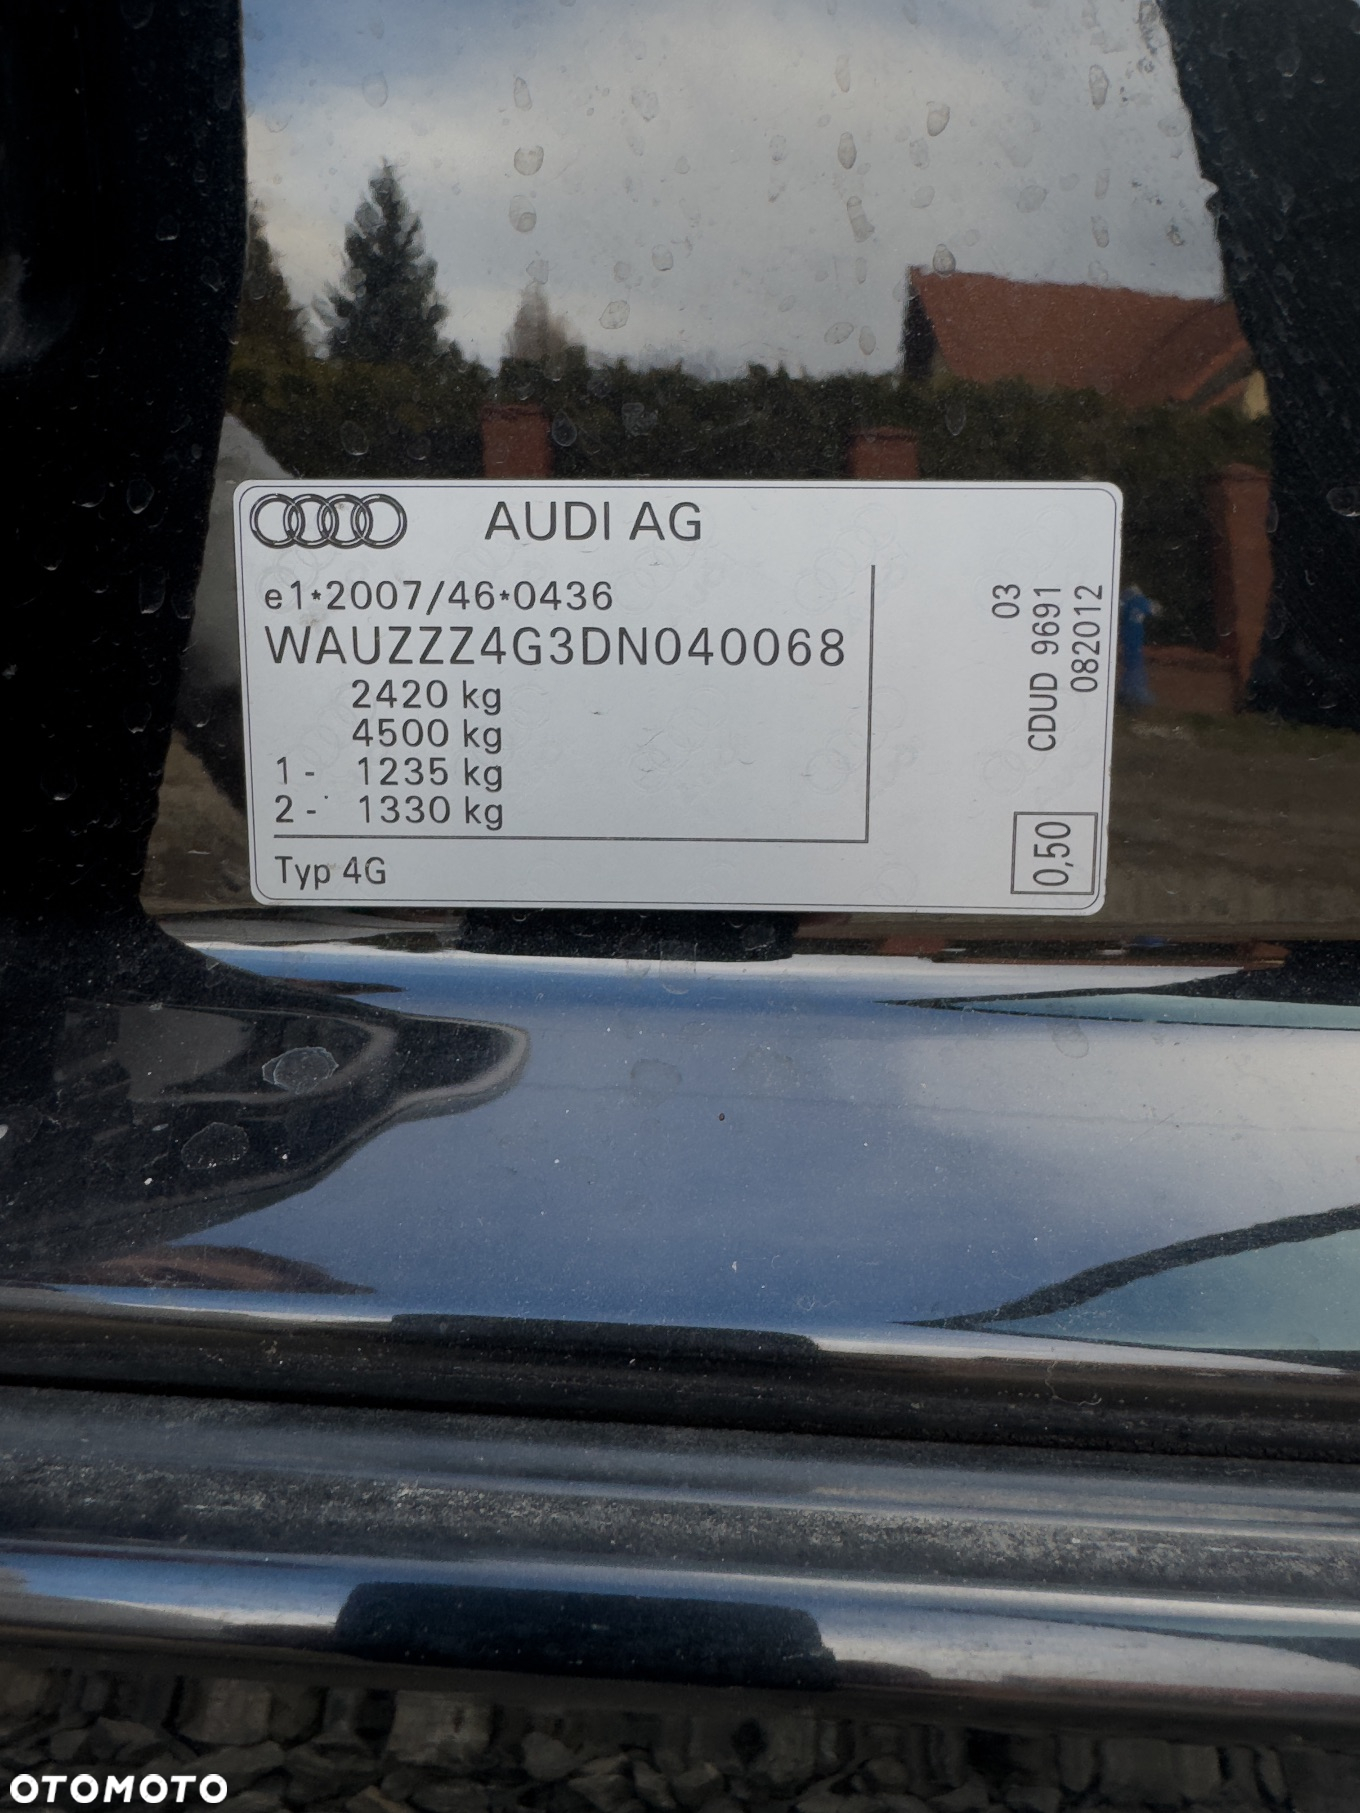 AUDI AG
e1*2007/46*0436
WAUZZZ4G3DN040068
2420 kg
4500 kg
1 - 1235 kg
2 - 1330 kg
Typ 4G
03
CDUD 9691
082012
0,50
OTOMOTO